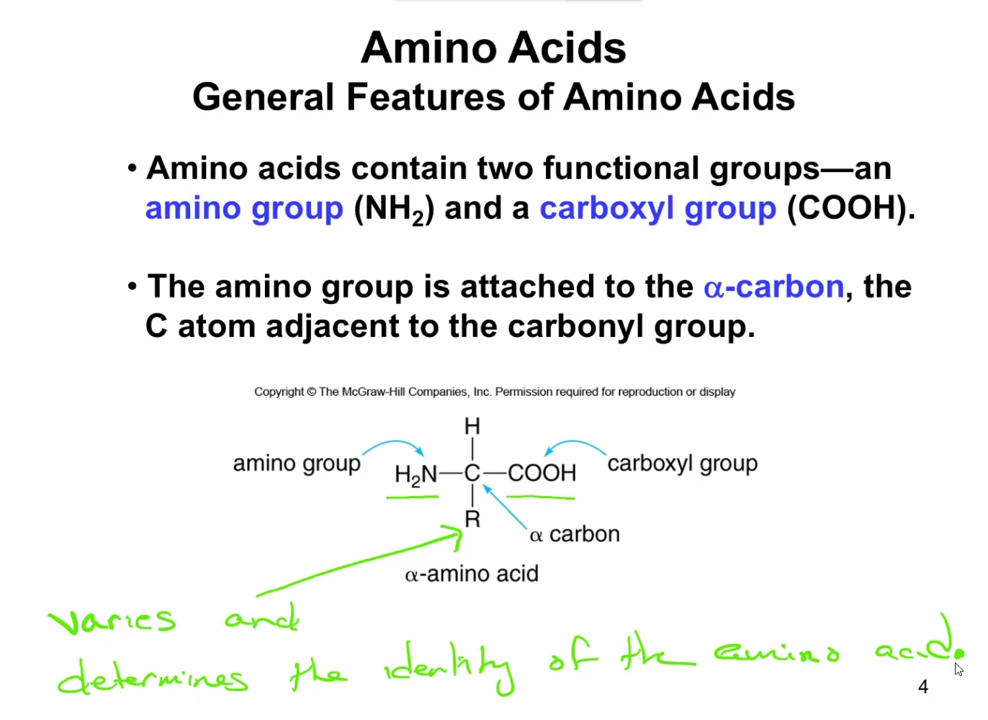 Amino Acids
General Features of Amino Acids
• Amino acids contain two functional groups—an
amino group (NH₂) and a carboxyl group (COOH).
• The amino group is attached to the α-carbon, the
C atom adjacent to the carbonyl group.
Copyright © The McGraw-Hill Companies, Inc. Permission required for reproduction or display
H
amino group H₂N—C—COOH carboxyl group
R
α carbon
α-amino acid
varies and
determines the identity of the amino acid.
4